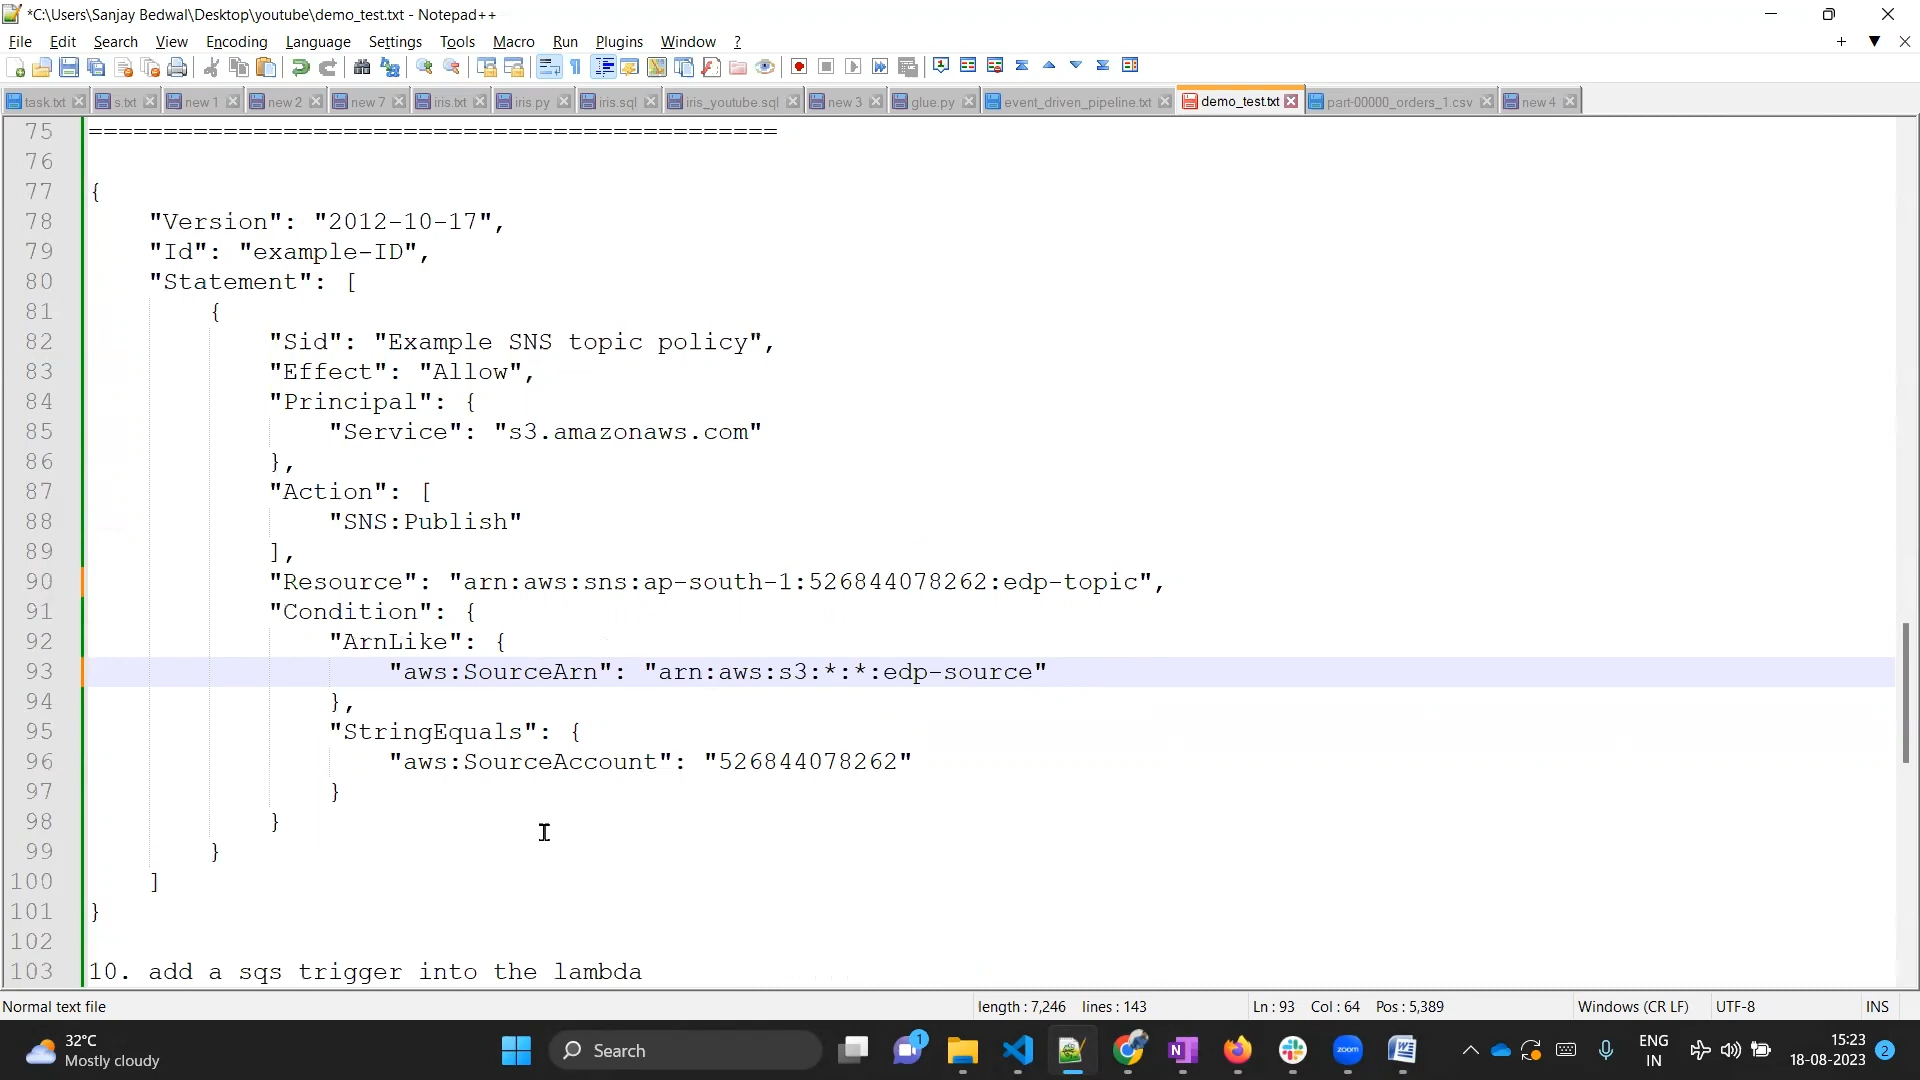 *C:\Users\Sanjay Bedwal\Desktop\youtube\demo_test.txt - Notepad++
File Edit Search View Encoding Language Settings Tools Macro Run Plugins Window ?
task.txt s.txt new 1 new 2 new 7 iris.txt iris.py iris.sql iris_youtube.sql new 3 glue.py event_driven_pipeline.txt demo_test.txt part-00000_orders_1.csv new 4
75 ==============================================
76
77 {
78 "Version": "2012-10-17",
79 "Id": "example-ID",
80 "Statement": [
81 {
82 "Sid": "Example SNS topic policy",
83 "Effect": "Allow",
84 "Principal": {
85 "Service": "s3.amazonaws.com"
86 },
87 "Action": [
88 "SNS:Publish"
89 ],
90 "Resource": "arn:aws:sns:ap-south-1:526844078262:edp-topic",
91 "Condition": {
92 "ArnLike": {
93 "aws:SourceArn": "arn:aws:s3:*:*:edp-source"
94 },
95 "StringEquals": {
96 "aws:SourceAccount": "526844078262"
97 }
98 }
99 }
100 ]
101 }
102
103 10. add a sqs trigger into the lambda
Normal text file length : 7,246 lines : 143 Ln : 93 Col : 64 Pos : 5,389 Windows (CR LF) UTF-8 INS
32°C
Mostly cloudy
Search
1
zoom
ENG
IN
15:23
18-08-2023
2